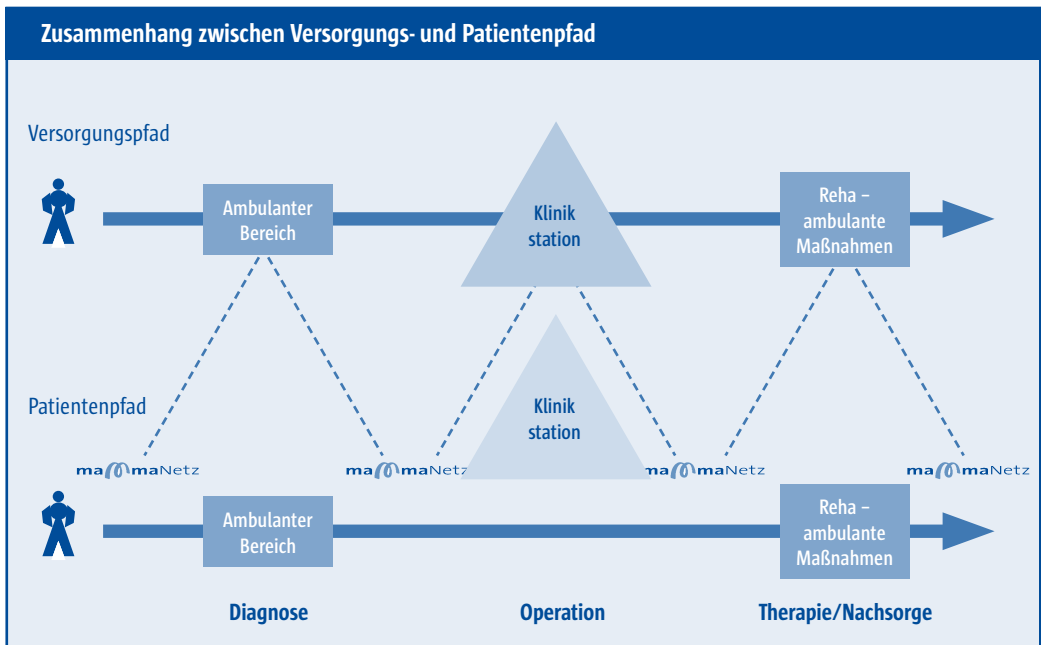 Zusammenhang zwischen Versorgungs- und Patientenpfad
Versorgungspfad
Ambulanter
Bereich
Klinik
station
Reha –
ambulante
Maßnahmen
Patientenpfad
Klinik
station
mammaNetz
mammaNetz
mammaNetz
mammaNetz
Ambulanter
Bereich
Reha –
ambulante
Maßnahmen
Diagnose
Operation
Therapie/Nachsorge